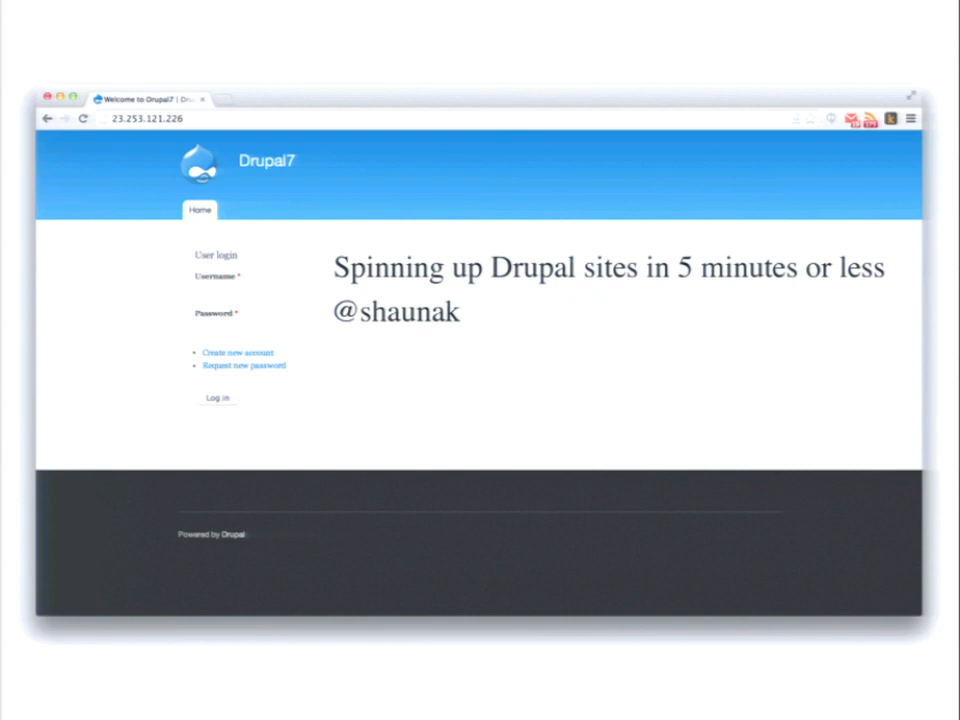 Welcome to Drupal7 | Dru
23.253.121.226
Drupal7
Home
User login
Username *
Password *
Create new account
Request new password
Log in
Spinning up Drupal sites in 5 minutes or less
@shaunak
Powered by Drupal